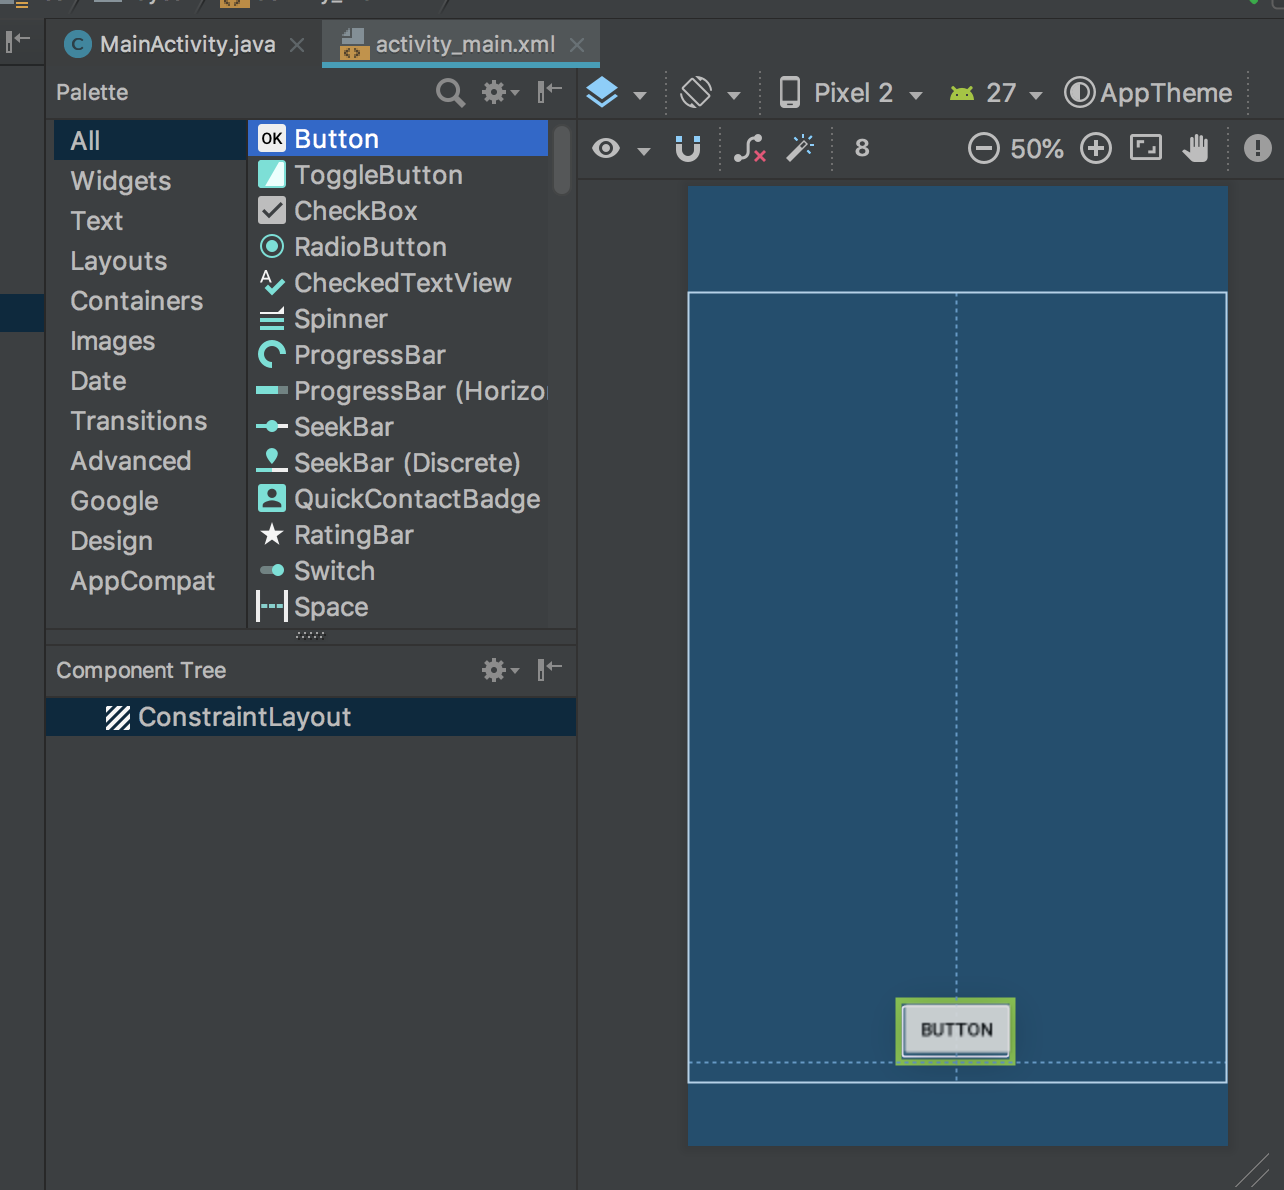 MainActivity.java
activity_main.xml
Palette
Pixel 2
27
AppTheme
8
50%
All
Widgets
Text
Layouts
Containers
Images
Date
Transitions
Advanced
Google
Design
AppCompat
OK Button
ToggleButton
CheckBox
RadioButton
CheckedTextView
Spinner
ProgressBar
ProgressBar (Horizo
SeekBar
SeekBar (Discrete)
QuickContactBadge
RatingBar
Switch
Space
Component Tree
ConstraintLayout
BUTTON